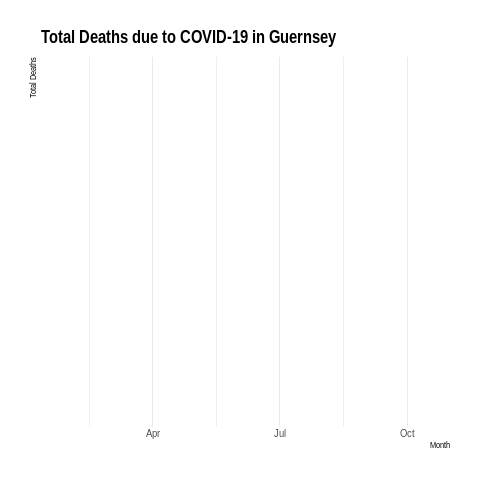 Total Deaths due to COVID-19 in Guernsey
Total Deaths
Apr Jul Oct
Month